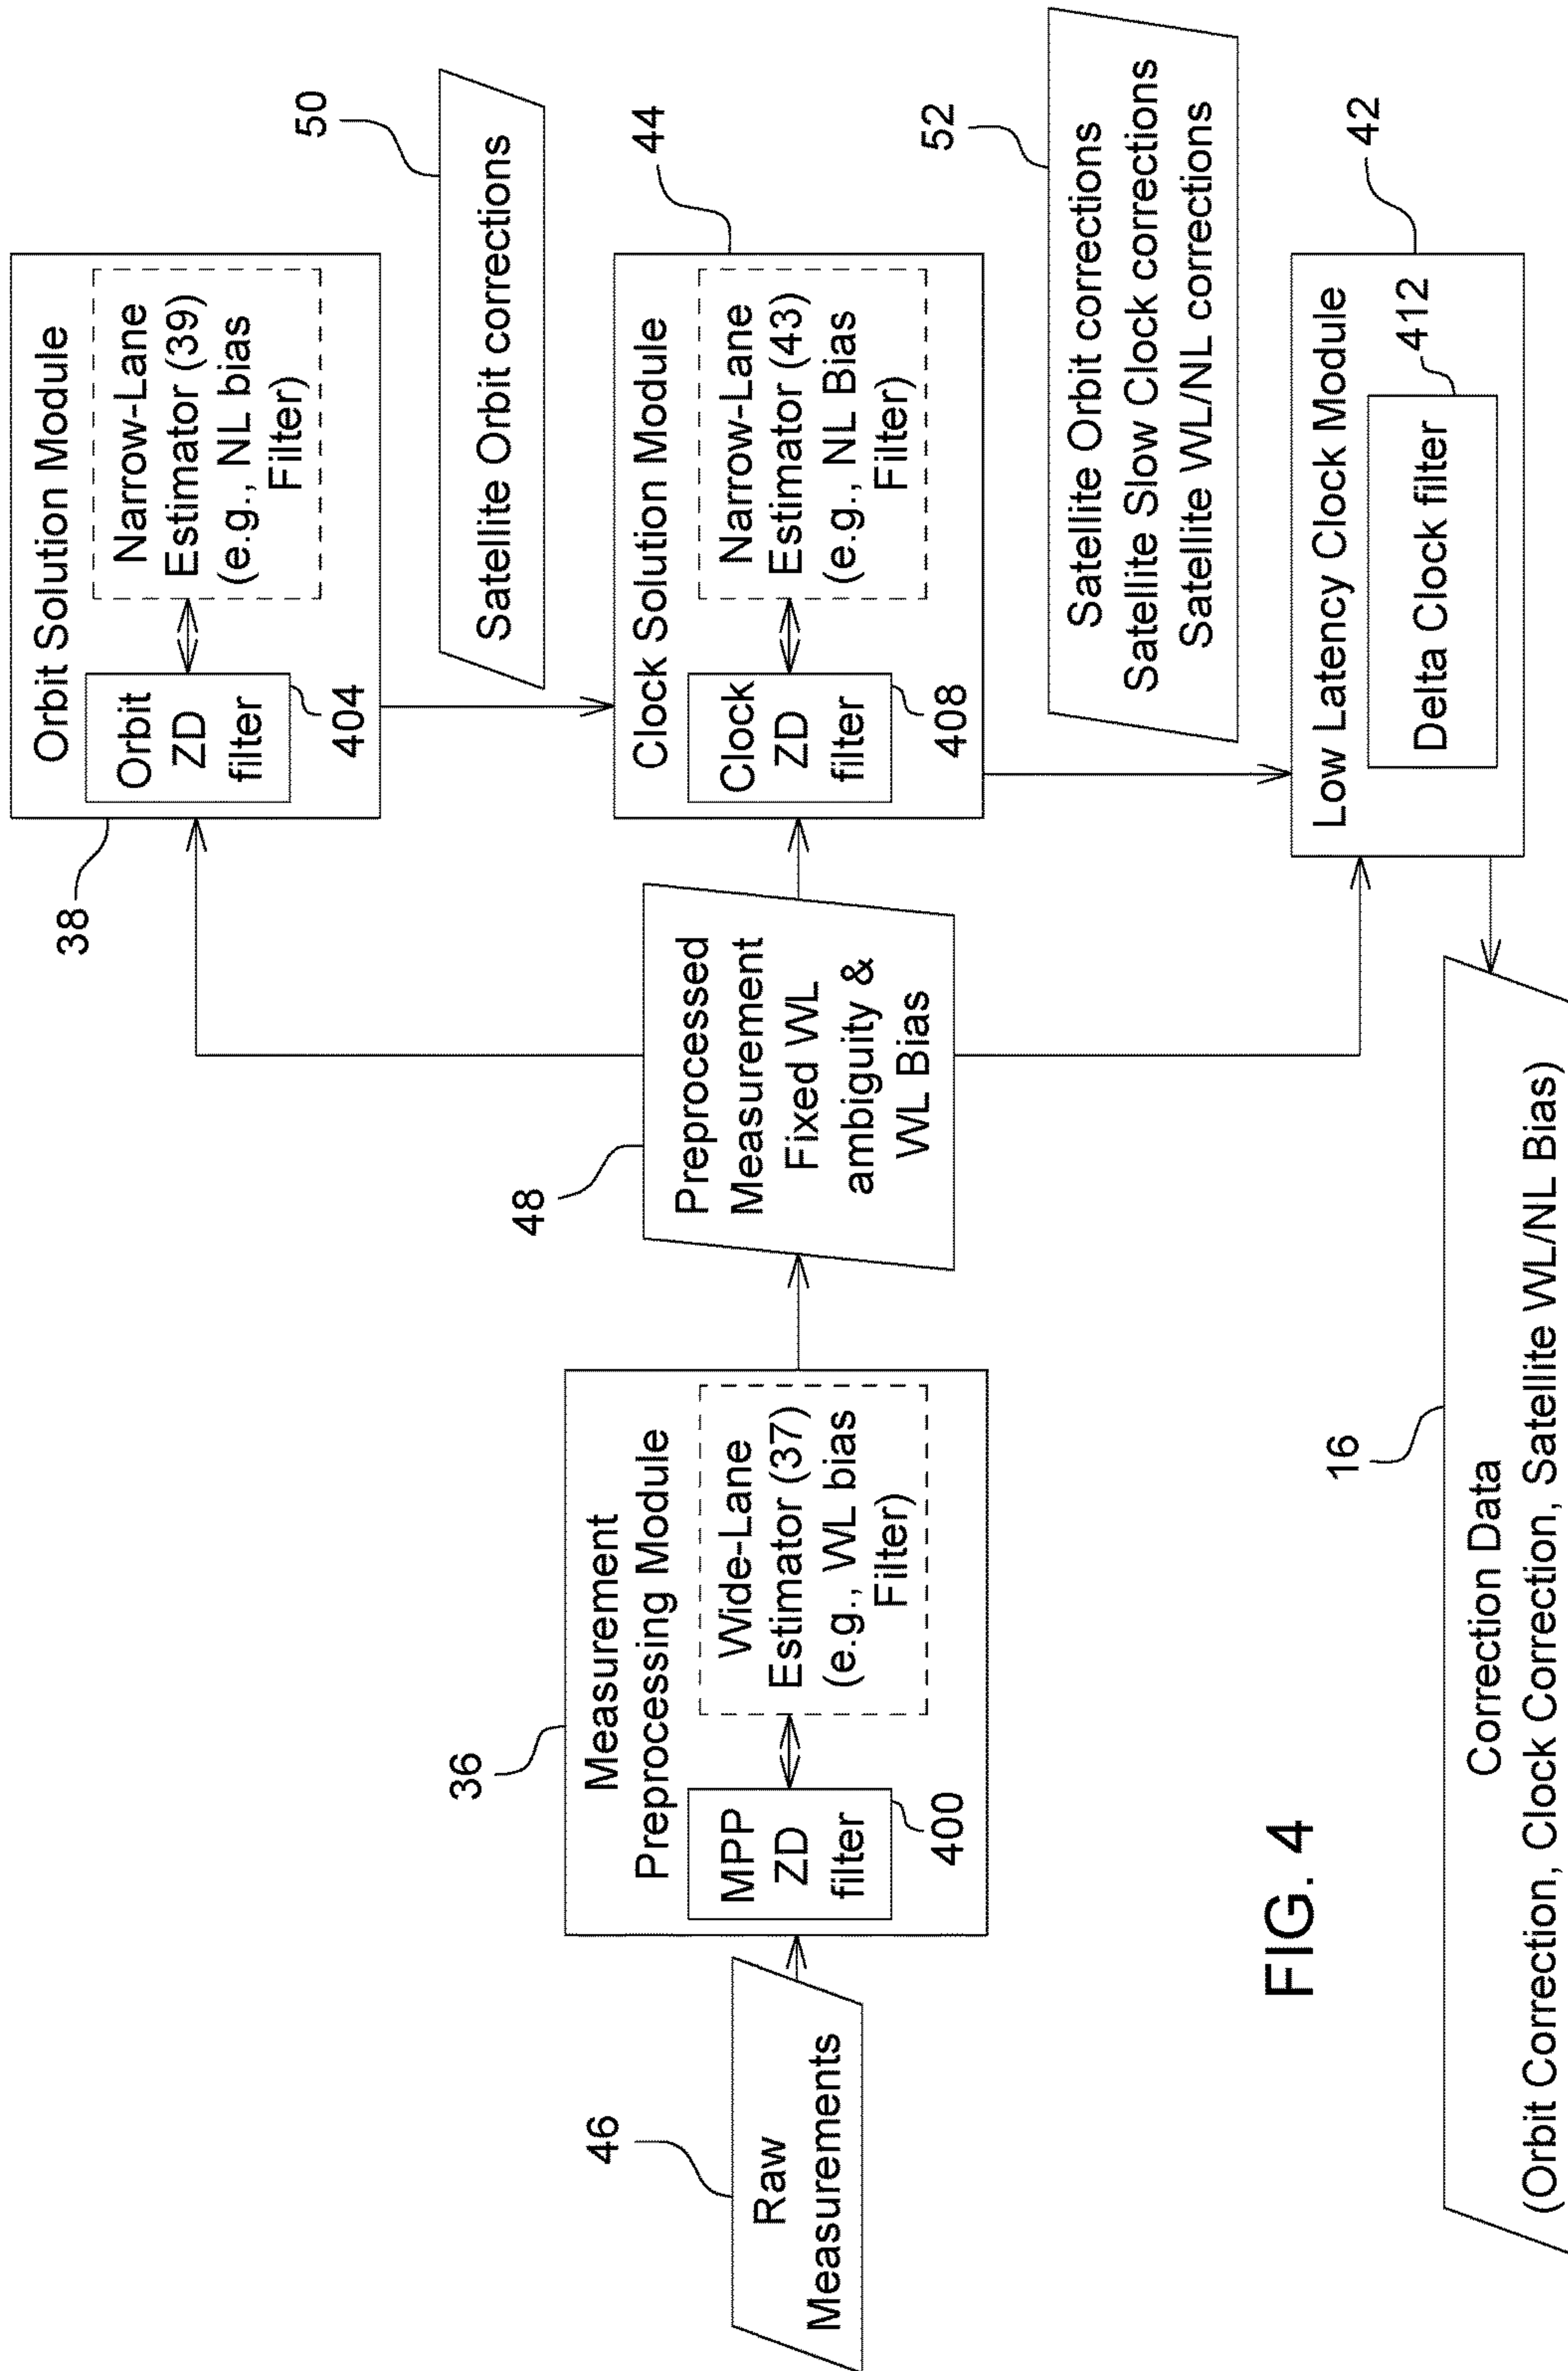 46
Raw
Measurements
36
Measurement
Preprocessing Module
MPP
ZD
filter
400
Wide-Lane
Estimator (37)
(e.g., WL bias
Filter)
48
Preprocessed
Measurement
Fixed WL
ambiguity &
WL Bias
38
Orbit Solution Module
Orbit
ZD
filter
404
Narrow-Lane
Estimator (39)
(e.g., NL bias
Filter)
50
Satellite Orbit corrections
44
Clock Solution Module
Clock
ZD
filter
408
Narrow-Lane
Estimator (43)
(e.g., NL Bias
Filter)
52
Satellite Orbit corrections
Satellite Slow Clock corrections
Satellite WL/NL corrections
42
Low Latency Clock Module
412
Delta Clock filter
16
Correction Data
(Orbit Correction, Clock Correction, Satellite WL/NL Bias)
FIG. 4